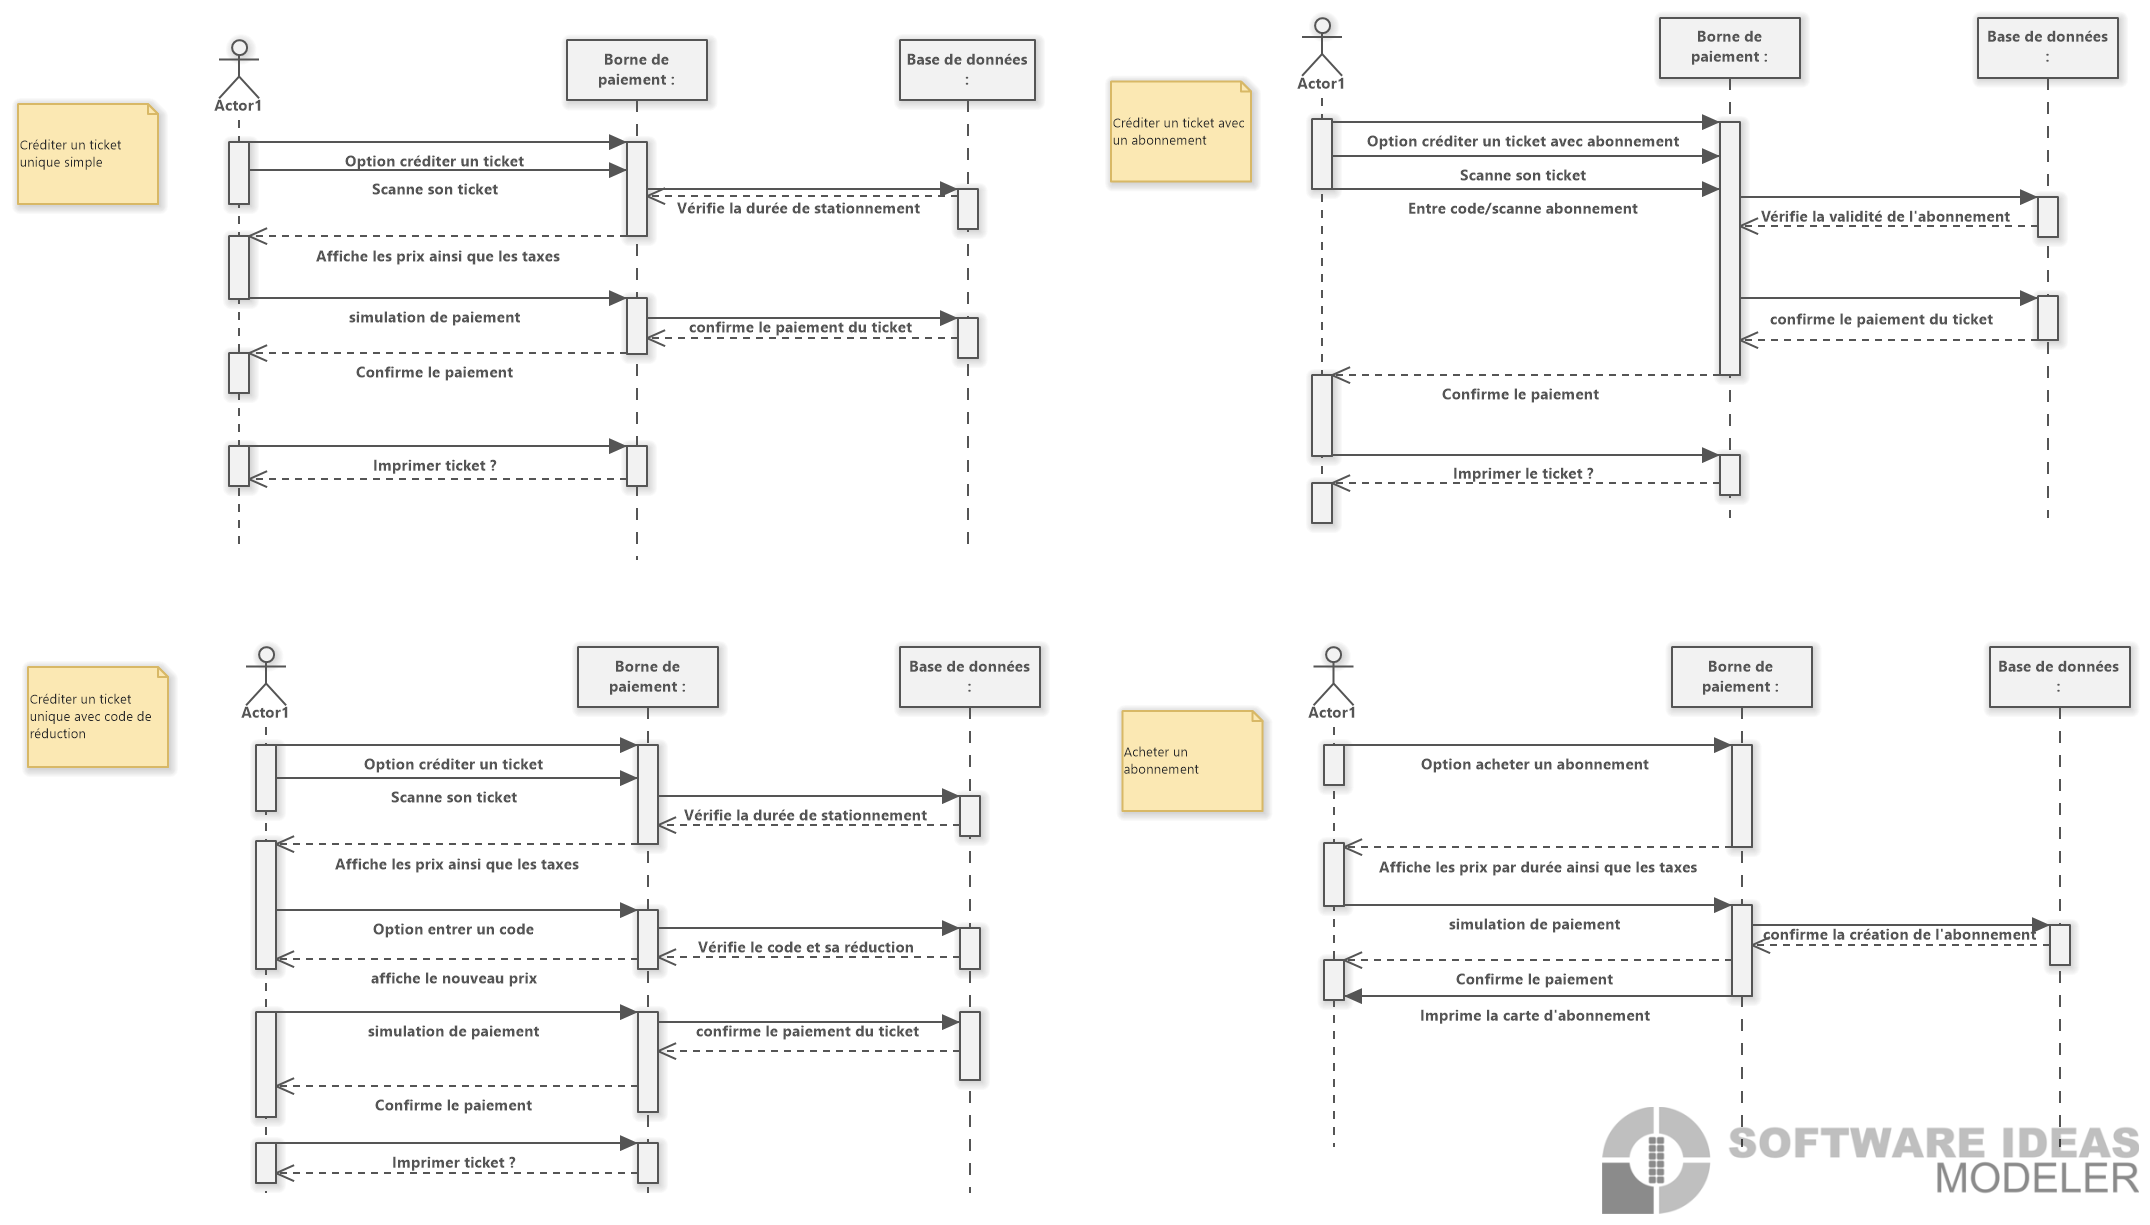 Créditer un ticket
unique simple
Actor1
Borne de
paiement :
Base de données
:
Option créditer un ticket
Scanne son ticket
Vérifie la durée de stationnement
Affiche les prix ainsi que les taxes
simulation de paiement
confirme le paiement du ticket
Confirme le paiement
Imprimer ticket ?
Créditer un ticket avec
un abonnement
Actor1
Borne de
paiement :
Base de données
:
Option créditer un ticket avec abonnement
Scanne son ticket
Entre code/scanne abonnement
Vérifie la validité de l'abonnement
confirme le paiement du ticket
Confirme le paiement
Imprimer le ticket ?
Créditer un ticket
unique avec code de
réduction
Actor1
Borne de
paiement :
Base de données
:
Option créditer un ticket
Scanne son ticket
Vérifie la durée de stationnement
Affiche les prix ainsi que les taxes
Option entrer un code
Vérifie le code et sa réduction
affiche le nouveau prix
simulation de paiement
confirme le paiement du ticket
Confirme le paiement
Imprimer ticket ?
Acheter un
abonnement
Actor1
Borne de
paiement :
Base de données
:
Option acheter un abonnement
Affiche les prix par durée ainsi que les taxes
simulation de paiement
confirme la création de l'abonnement
Confirme le paiement
Imprime la carte d'abonnement
SOFTWARE IDEAS
MODELER